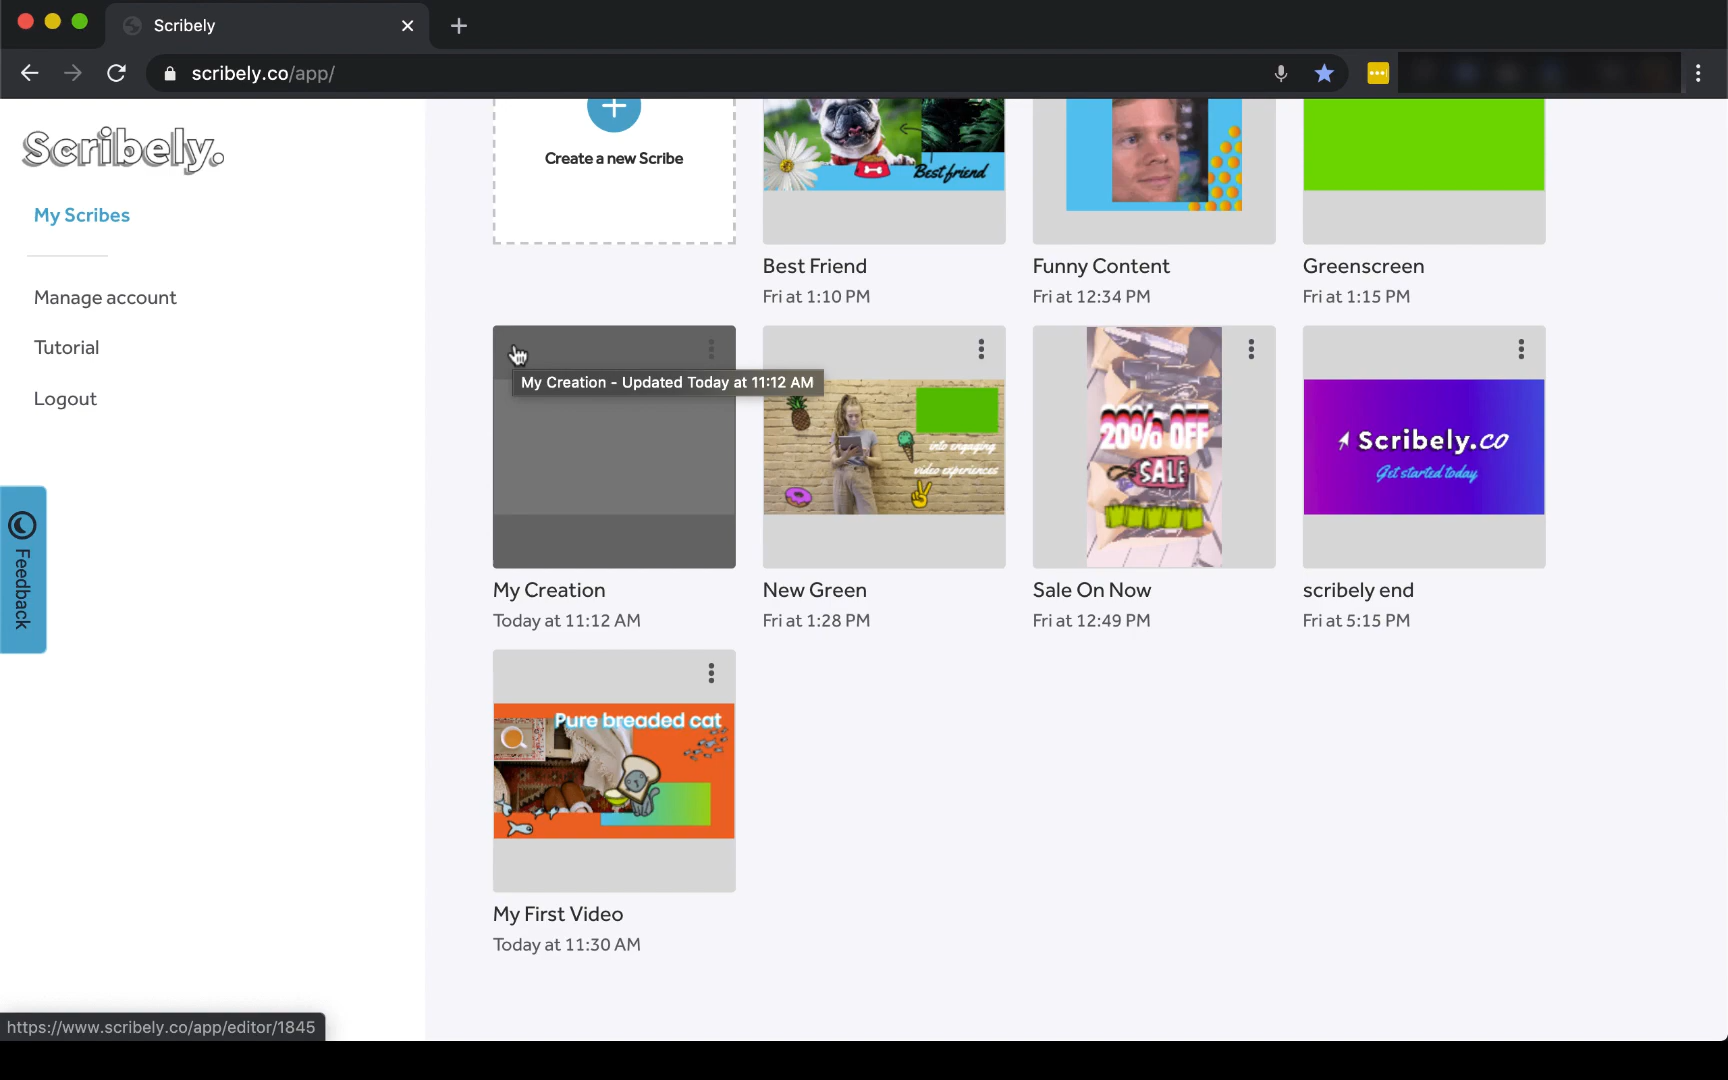 Scribely
scribely.co/app/
Scribely.
My Scribes
Manage account
Tutorial
Logout
Feedback
Create a new Scribe
Best friend
Best Friend
Fri at 1:10 PM
Funny Content
Fri at 12:34 PM
Greenscreen
Fri at 1:15 PM
My Creation - Updated Today at 11:12 AM
into engaging
video experiences
20% OFF
SALE
Scribely.co
Get started today
My Creation
Today at 11:12 AM
New Green
Fri at 1:28 PM
Sale On Now
Fri at 12:49 PM
scribely end
Fri at 5:15 PM
Pure breaded cat
My First Video
Today at 11:30 AM
https://www.scribely.co/app/editor/1845